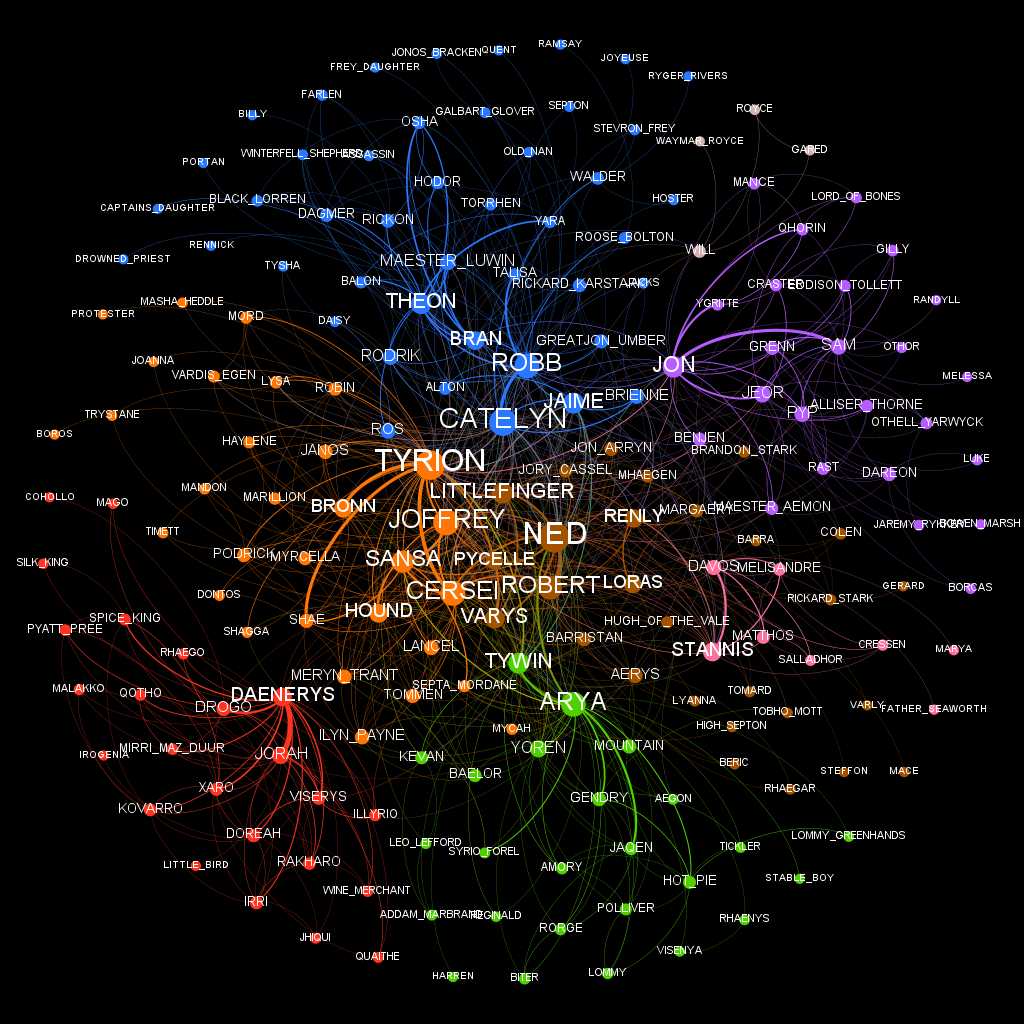 RAMSAY
JONOS_BRACKEN
QUENT
JOYEUSE
FREY_DAUGHTER
RYGER_RIVERS
FARLEN
SEPTON
ROYCE
BILLY
OSHA
GALBART_GLOVER
STEVRON_FREY
WAYMAR_ROYCE
GARED
PORTAN
WINTERFELL_SHEPHERD
ASSASSIN
OLD_NAN
HODOR
WALDER
MANCE
BLACK_LORREN
HOSTER
LORD_OF_BONES
CAPTAINS_DAUGHTER
DAGMER
RICKON
TORRHEN
YARA
QHORIN
RENNICK
ROOSE_BOLTON
WILL
GILLY
DROWNED_PRIEST
TYSHA
MAESTER_LUWIN
TALISA
BALON
RICKARD_KARSTARK
CRASTER
EDDISON_TOLLETT
MASHA_HEDDLE
THEON
YGRITTE
RANDYLL
PROTESTER
MORD
DAISY
BRAN
GREATJON_UMBER
GRENN
SAM
OTHOR
JOANNA
RODRIK
ROBB
JON
VARDIS_EGEN
LYSA
ROBIN
ALTON
JAIME
BRIENNE
JEOR
MELESSA
TRYSTANE
CATELYN
PYP
ALLISER_THORNE
OTHELL_YARWYCK
BOROS
HAYLENE
ROS
BENJEN
JANOS
TYRION
JON_ARRYN
BRANDON_STARK
LUKE
JORY_CASSEL
MHAEGEN
RAST
DAREON
COHOLLO
MAGO
MANDON
MARILLION
BRONN
LITTLEFINGER
RENLY
MARGAERY
MAESTER_AEMON
JOFFREY
JAREMY_RYKKER
TIMETT
NED
BARRA
COLEN
SILK_KING
PODRICK
MYRCELLA
SANSA
PYCELLE
DAVOS
MELISANDRE
DONTOS
CERSEI
ROBERT
LORAS
GERARD
BORCAS
RICKARD_STARK
SPICE_KING
SHAE
HOUND
VARYS
HUGH_OF_THE_VALE
PYATT_PREE
SHAGGA
LANCEL
BARRISTAN
STANNIS
MATTHOS
CRESSEN
MARYA
RHAEGO
TYWIN
SALLADHOR
MERYN_TRANT
SEPTA_MORDANE
AERYS
MALAKKO
QOTHO
DAENERYS
TOMMEN
ARYA
TOMARD
DROGO
LYRNNA
TOBHO_MOTT
VARLY
FATHER_SEAWORTH
MYCAH
HIGH_SEPTON
IROGENIA
MIRRI_MAZ_DUUR
ILYN_PAYNE
YOREN
MOUNTAIN
JORAH
KEVAN
BERIC
STEFFON
MACE
BAELOR
XARO
VISERYS
GENDRY
AEGON
RHAEGAR
KOVARRO
ILLYRIO
DOREAH
LEO_LEFFORD
SYRIO_FOREL
JAQEN
TICKLER
LOMMY_GREENHANDS
LITTLE_BIRD
RAKHARO
AMORY
HOT_PIE
STABLE_BOY
IRRI
WINE_MERCHANT
ADDAM_MARBRAND
REGINALD
POLLIVER
RHAENYS
JHIQUI
RORGE
QUAITHE
VISENYA
HARREN
BITER
LOMMY